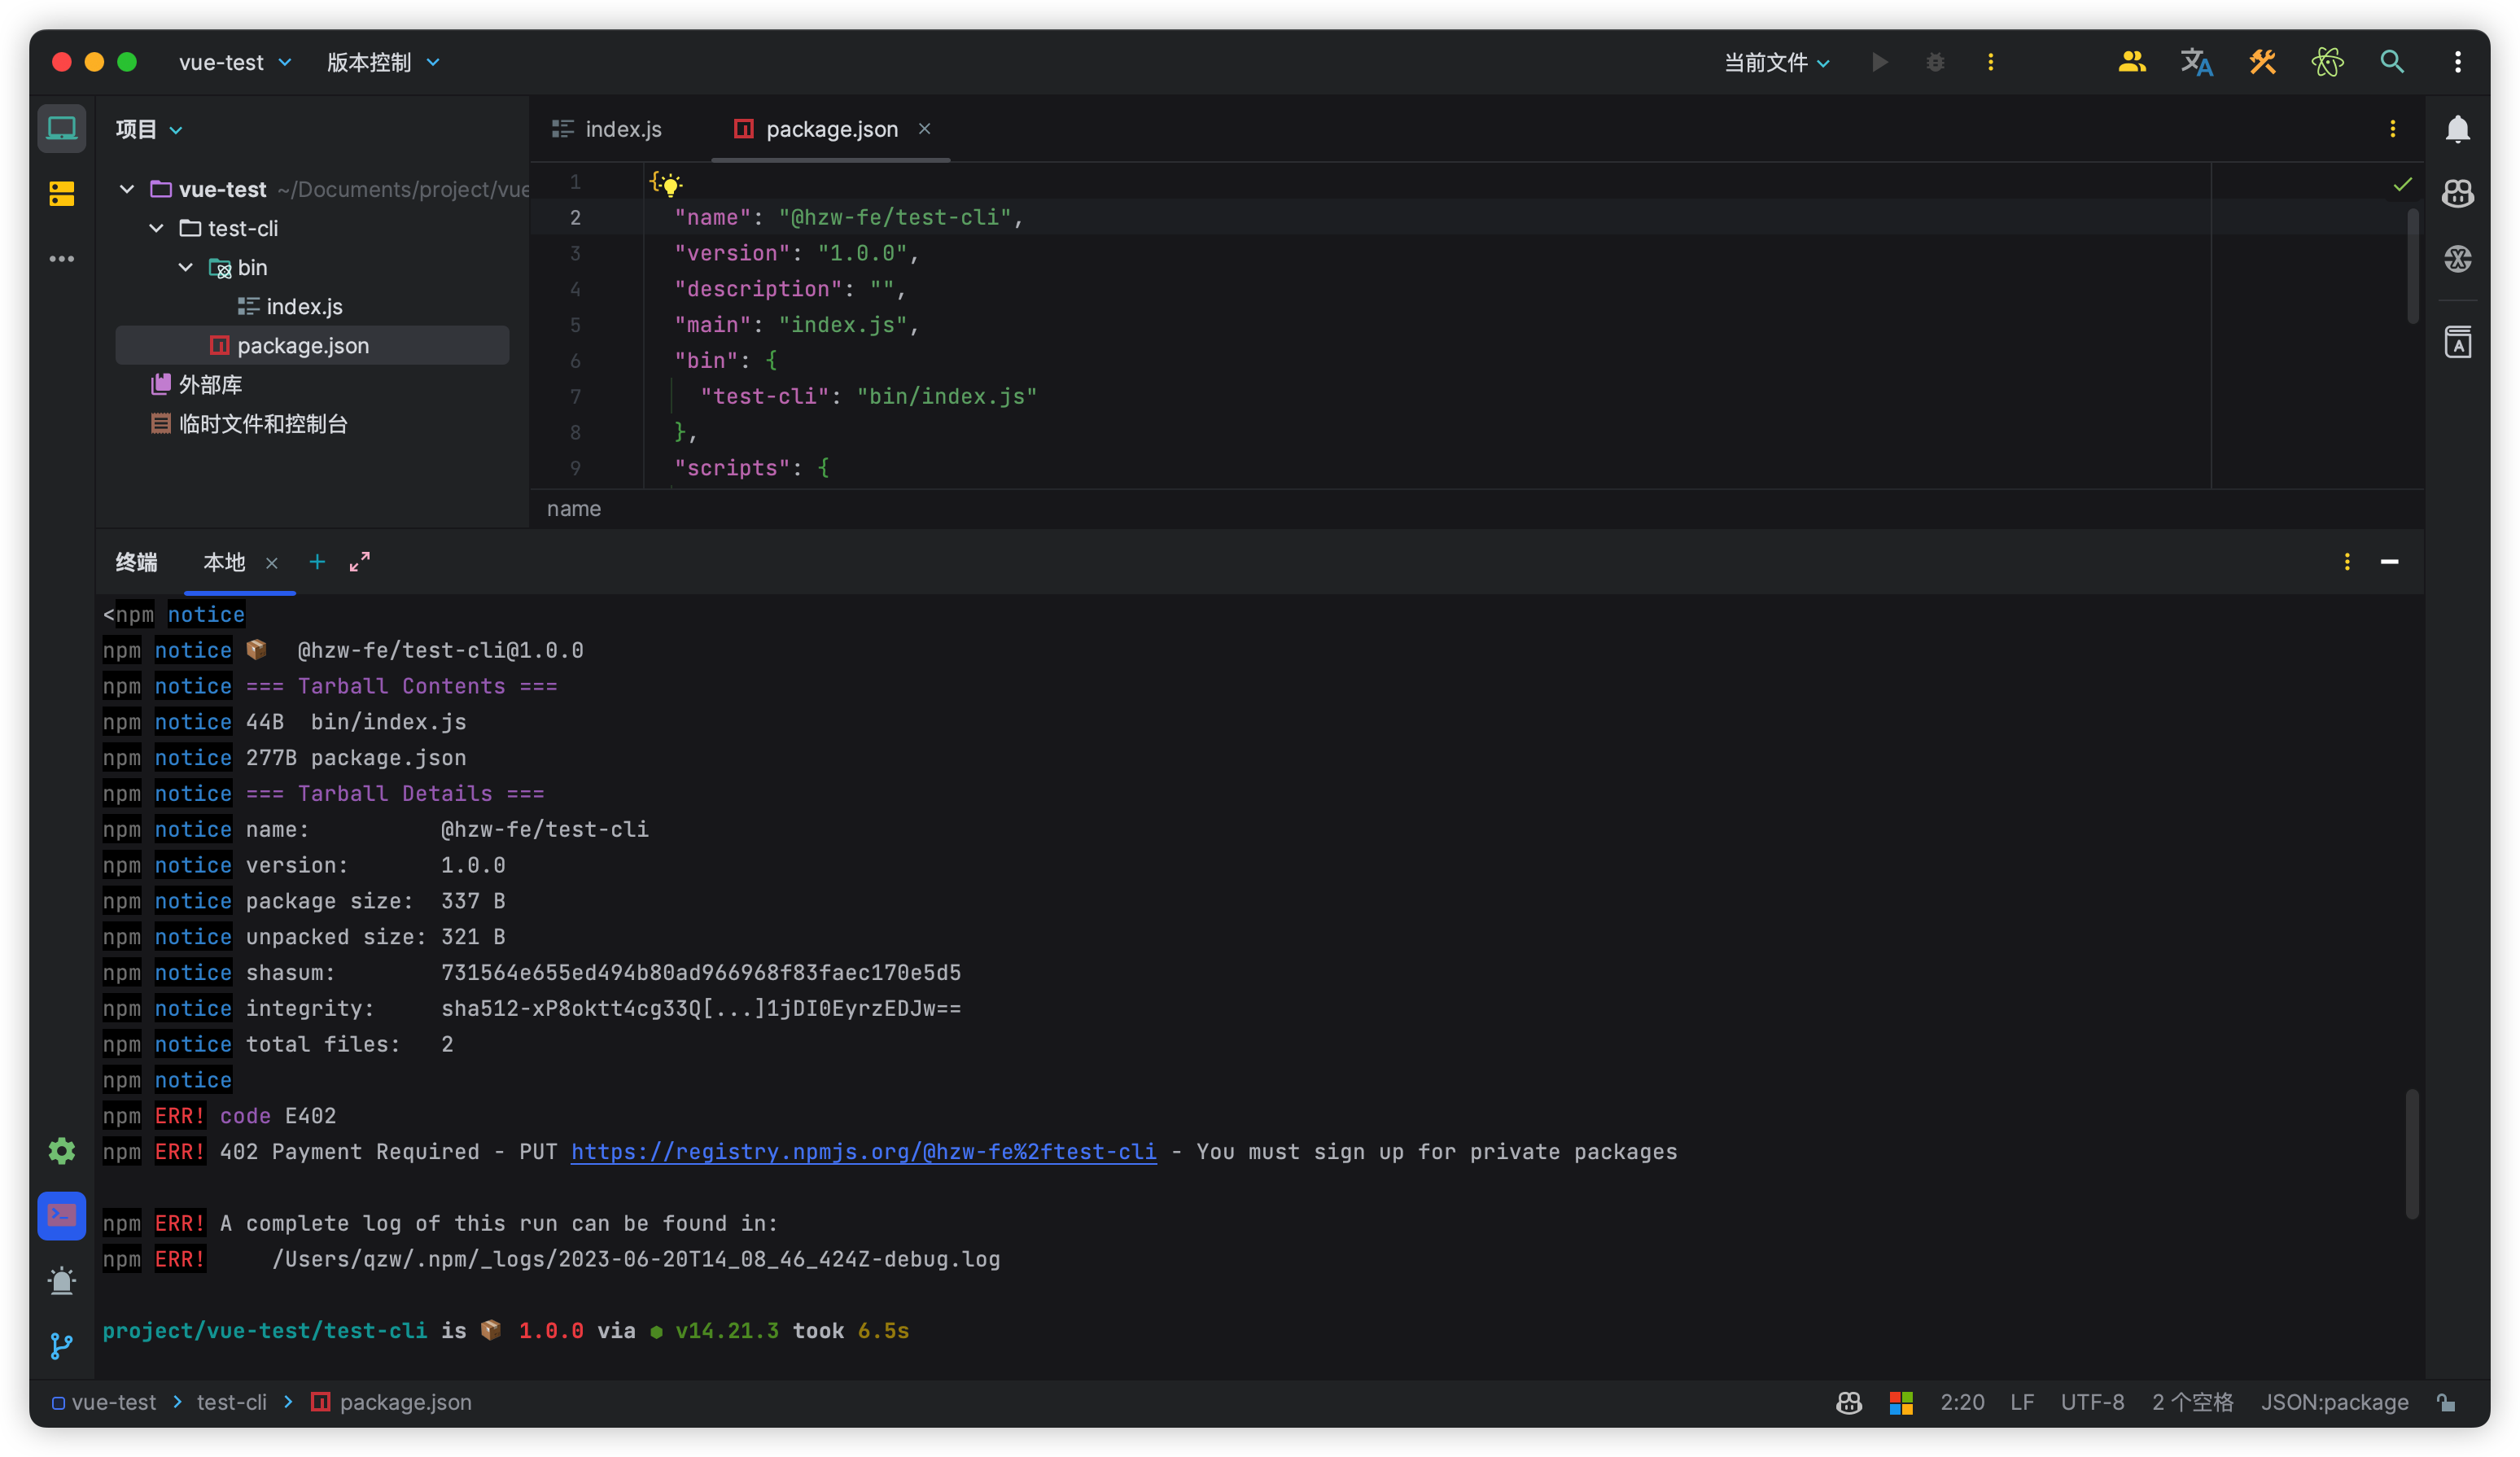 vue-test 版本控制 当前文件
项目
index.js package.json
vue-test ~/Documents/project/vue
test-cli
bin
index.js
package.json
外部库
临时文件和控制台
1 {
2 "name": "@hzw-fe/test-cli",
3 "version": "1.0.0",
4 "description": "",
5 "main": "index.js",
6 "bin": {
7 "test-cli": "bin/index.js"
8 },
9 "scripts": {
name
终端 本地
<npm notice
npm notice 📦  @hzw-fe/test-cli@1.0.0
npm notice === Tarball Contents ===
npm notice 44B  bin/index.js
npm notice 277B package.json
npm notice === Tarball Details ===
npm notice name:          @hzw-fe/test-cli
npm notice version:       1.0.0
npm notice package size:  337 B
npm notice unpacked size: 321 B
npm notice shasum:        731564e655ed494b80ad966968f83faec170e5d5
npm notice integrity:     sha512-xP8oktt4cg33Q[...]1jDI0EyrzEDJw==
npm notice total files:   2
npm notice
npm ERR! code E402
npm ERR! 402 Payment Required - PUT https://registry.npmjs.org/@hzw-fe%2ftest-cli - You must sign up for private packages
npm ERR! A complete log of this run can be found in:
npm ERR!     /Users/qzw/.npm/_logs/2023-06-20T14_08_46_424Z-debug.log
project/vue-test/test-cli is 📦 1.0.0 via ⬢ v14.21.3 took 6.5s
vue-test > test-cli > package.json 2:20 LF UTF-8 2 个空格 JSON:package